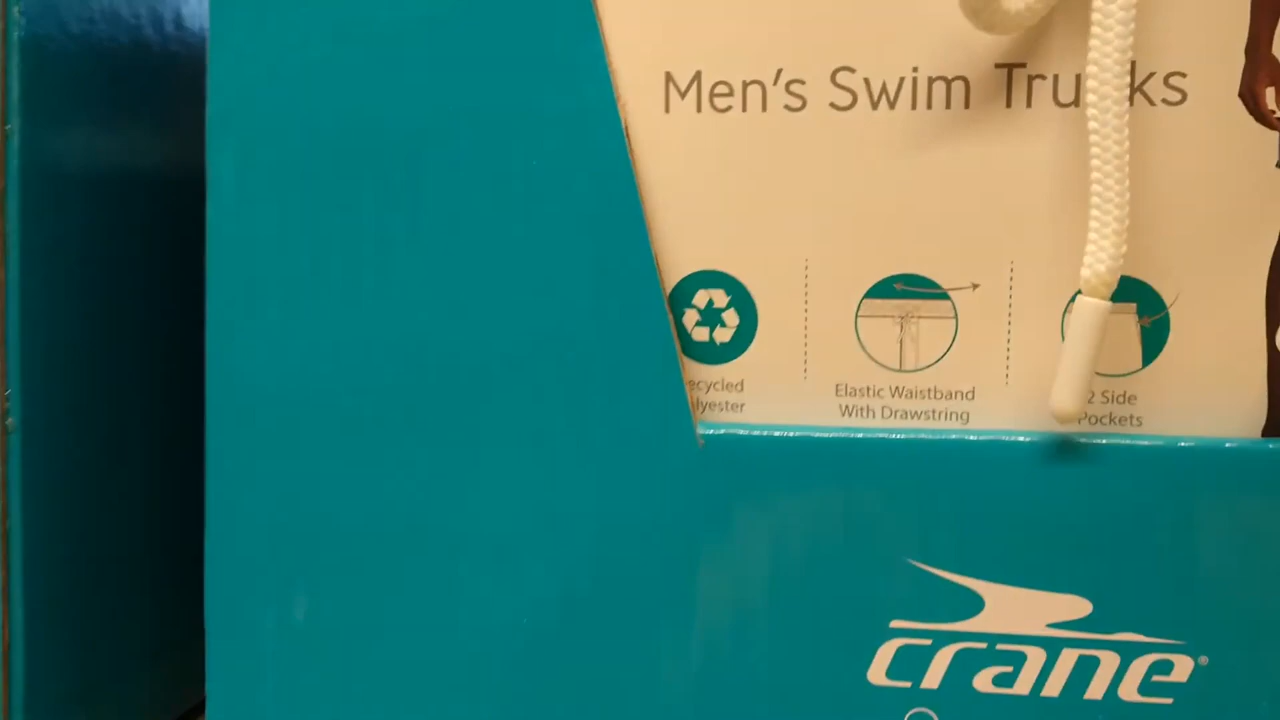 Men's Swim Tru ks
ecycled
lyester
Elastic Waistband
With Drawstring
2 Side
Pockets
crane®